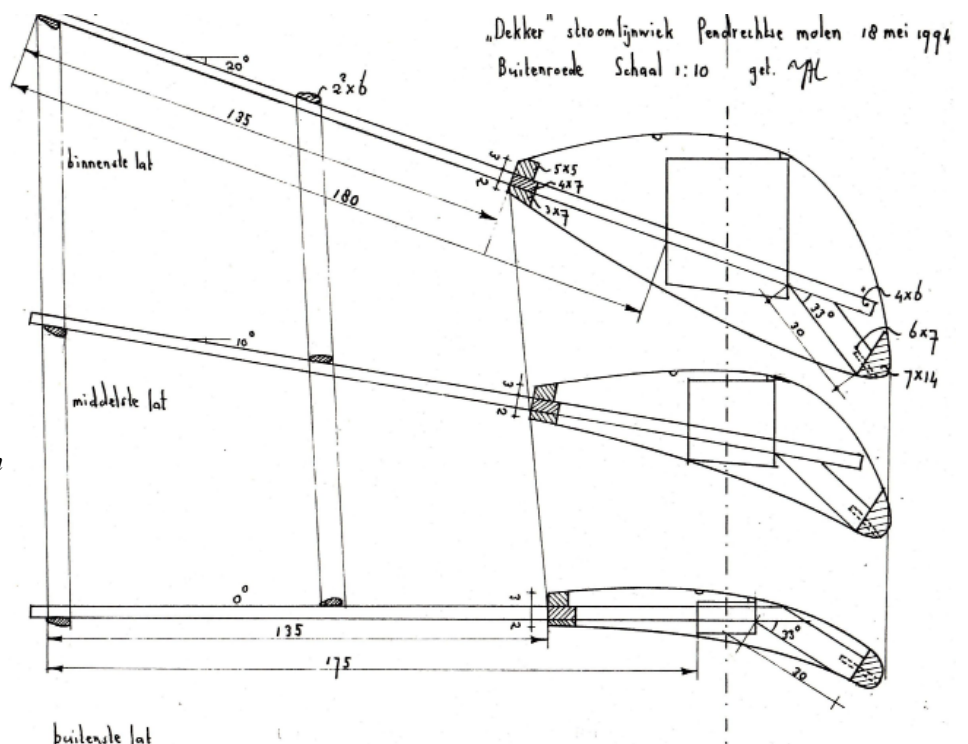 „Dekker" stroomlijnwiek Pendrechtse molen 18 mei 1994
Buitenroede Schaal 1:10 get.
20°
2²x6
135
180
binnenste lat
3
2
5x5
4x7
3x7
4x6
33°
30
6x7
7x14
10°
3
2
middelste lat
0°
3
2
135
33°
20
175
buitenste lat